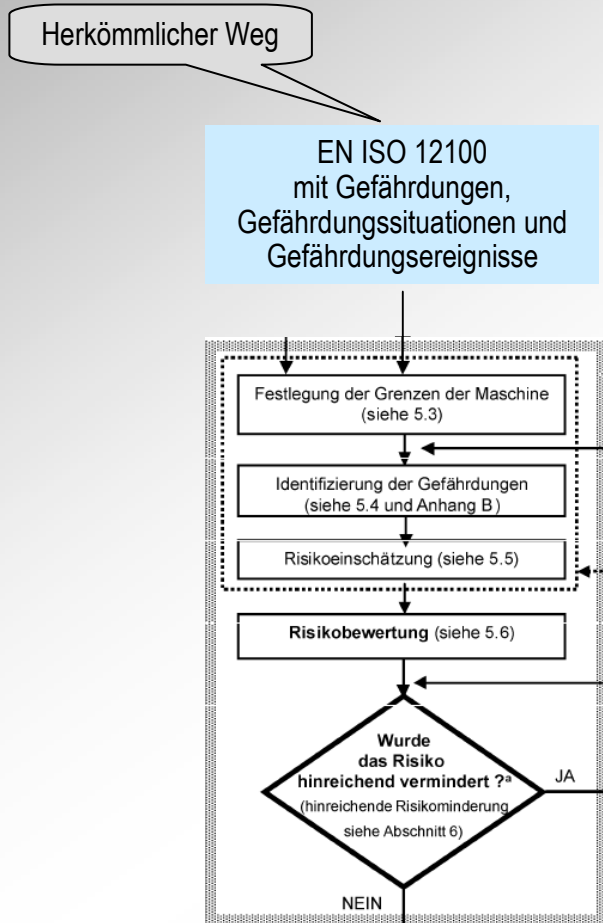 Herkömmlicher Weg
EN ISO 12100
mit Gefährdungen,
Gefährdungssituationen und
Gefährdungsereignisse
Festlegung der Grenzen der Maschine
(siehe 5.3)
Identifizierung der Gefährdungen
(siehe 5.4 und Anhang B)
Risikoeinschätzung (siehe 5.5)
Risikobewertung (siehe 5.6)
Wurde
das Risiko
hinreichend vermindert ?ᵃ
(hinreichende Risikominderung
siehe Abschnitt 6)
JA
NEIN